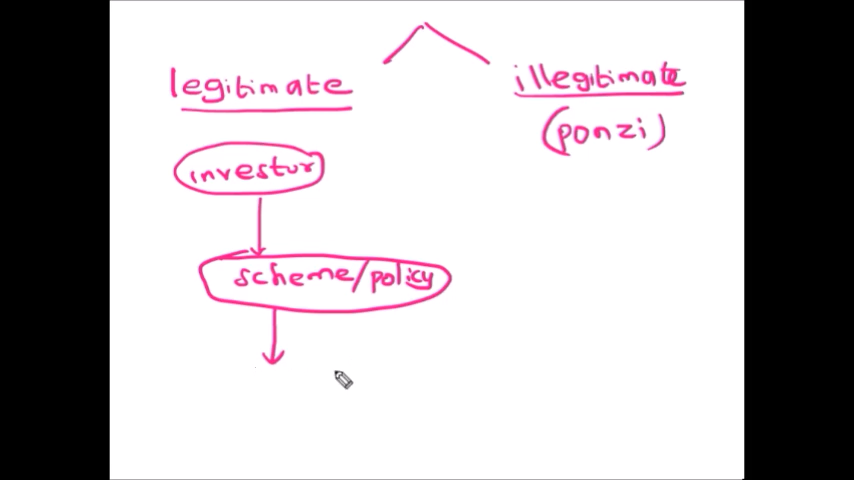 legitimate
illegitimate
(ponzi)
investor
scheme/policy